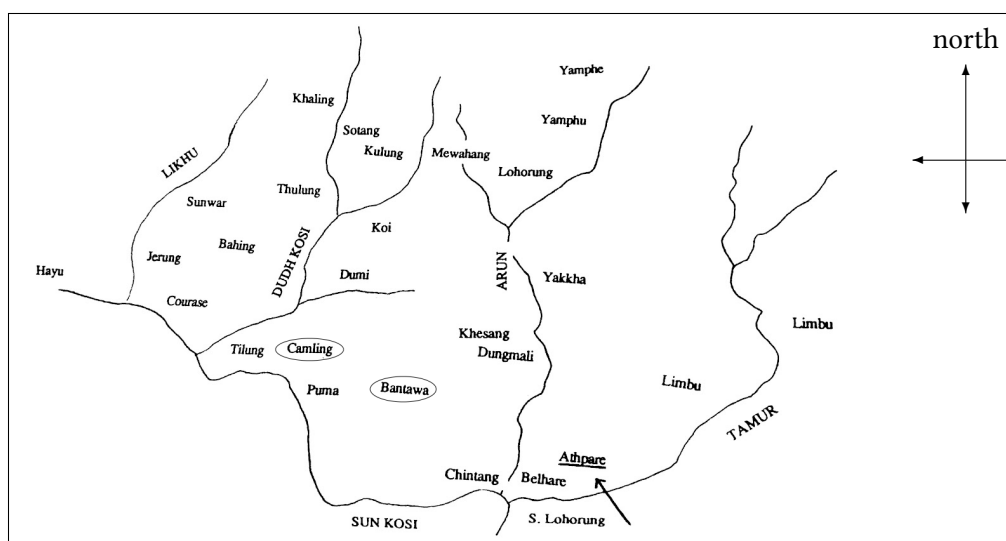 north
Yamphe
Khaling
Yamphu
Sotang
Kulung
Mewahang
LIKHU
Lohorung
Thulung
Sunwar
Koi
Bahing
Jerung
DUDH KOSI
Hayu
Dumi
ARUN
Yakkha
Courase
Limbu
Khesang
Tilung
Camling
Dungmali
Limbu
Puma
Bantawa
TAMUR
Athpare
Chintang
Belhare
SUN KOSI
S. Lohorung